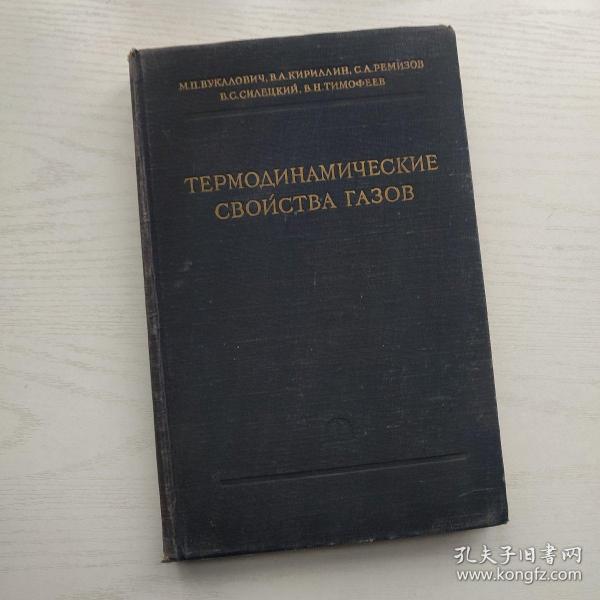 М.П.ВУКАЛОВИЧ, В.А.КИРИЛЛИН, С.А.РЕМИЗОВ
В.С.СИЛЕЦКИЙ, В.Н.ТИМОФЕЕВ
ТЕРМОДИНАМИЧЕСКИЕ
СВОЙСТВА ГАЗОВ
孔夫子旧书网
www.kongfz.com